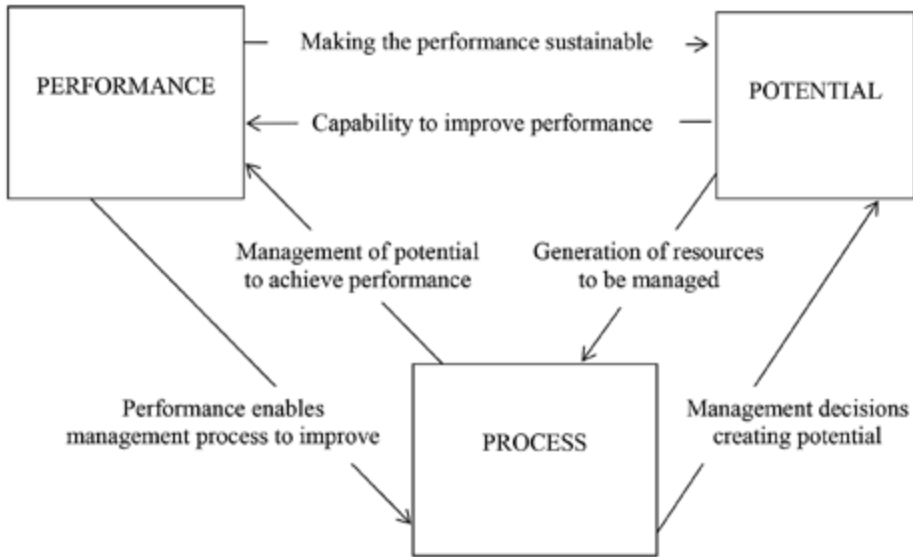 Making the performance sustainable
PERFORMANCE
POTENTIAL
Capability to improve performance
Management of potential
to achieve performance
Generation of resources
to be managed
Performance enables
management process to improve
Management decisions
creating potential
PROCESS